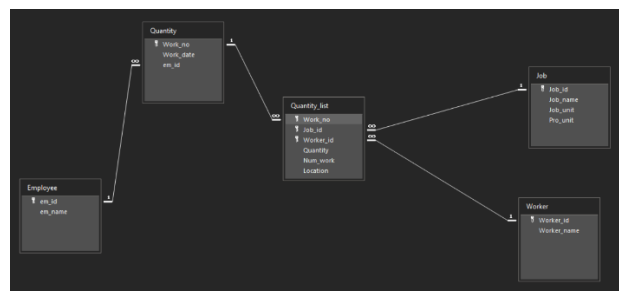 Quantity
Work_no
Work_date
em_id
1
∞
Quantity_list
Work_no
Job_id
Worker_id
Quantity
Num_work
Location
∞
∞
∞
Job
Job_id
Job_name
Job_unit
Pro_unit
1
Employee
em_id
em_name
1
Worker
Worker_id
Worker_name
1